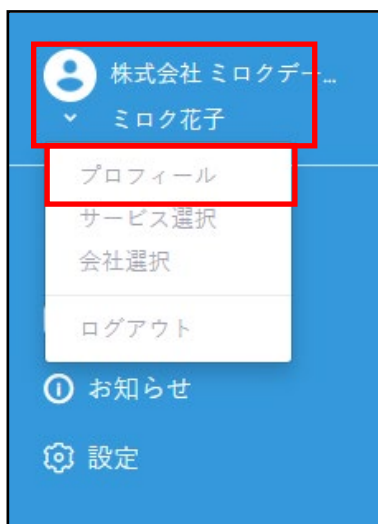 株式会社 ミロクデー...
ミロク花子
プロフィール
サービス選択
会社選択
ログアウト
お知らせ
設定